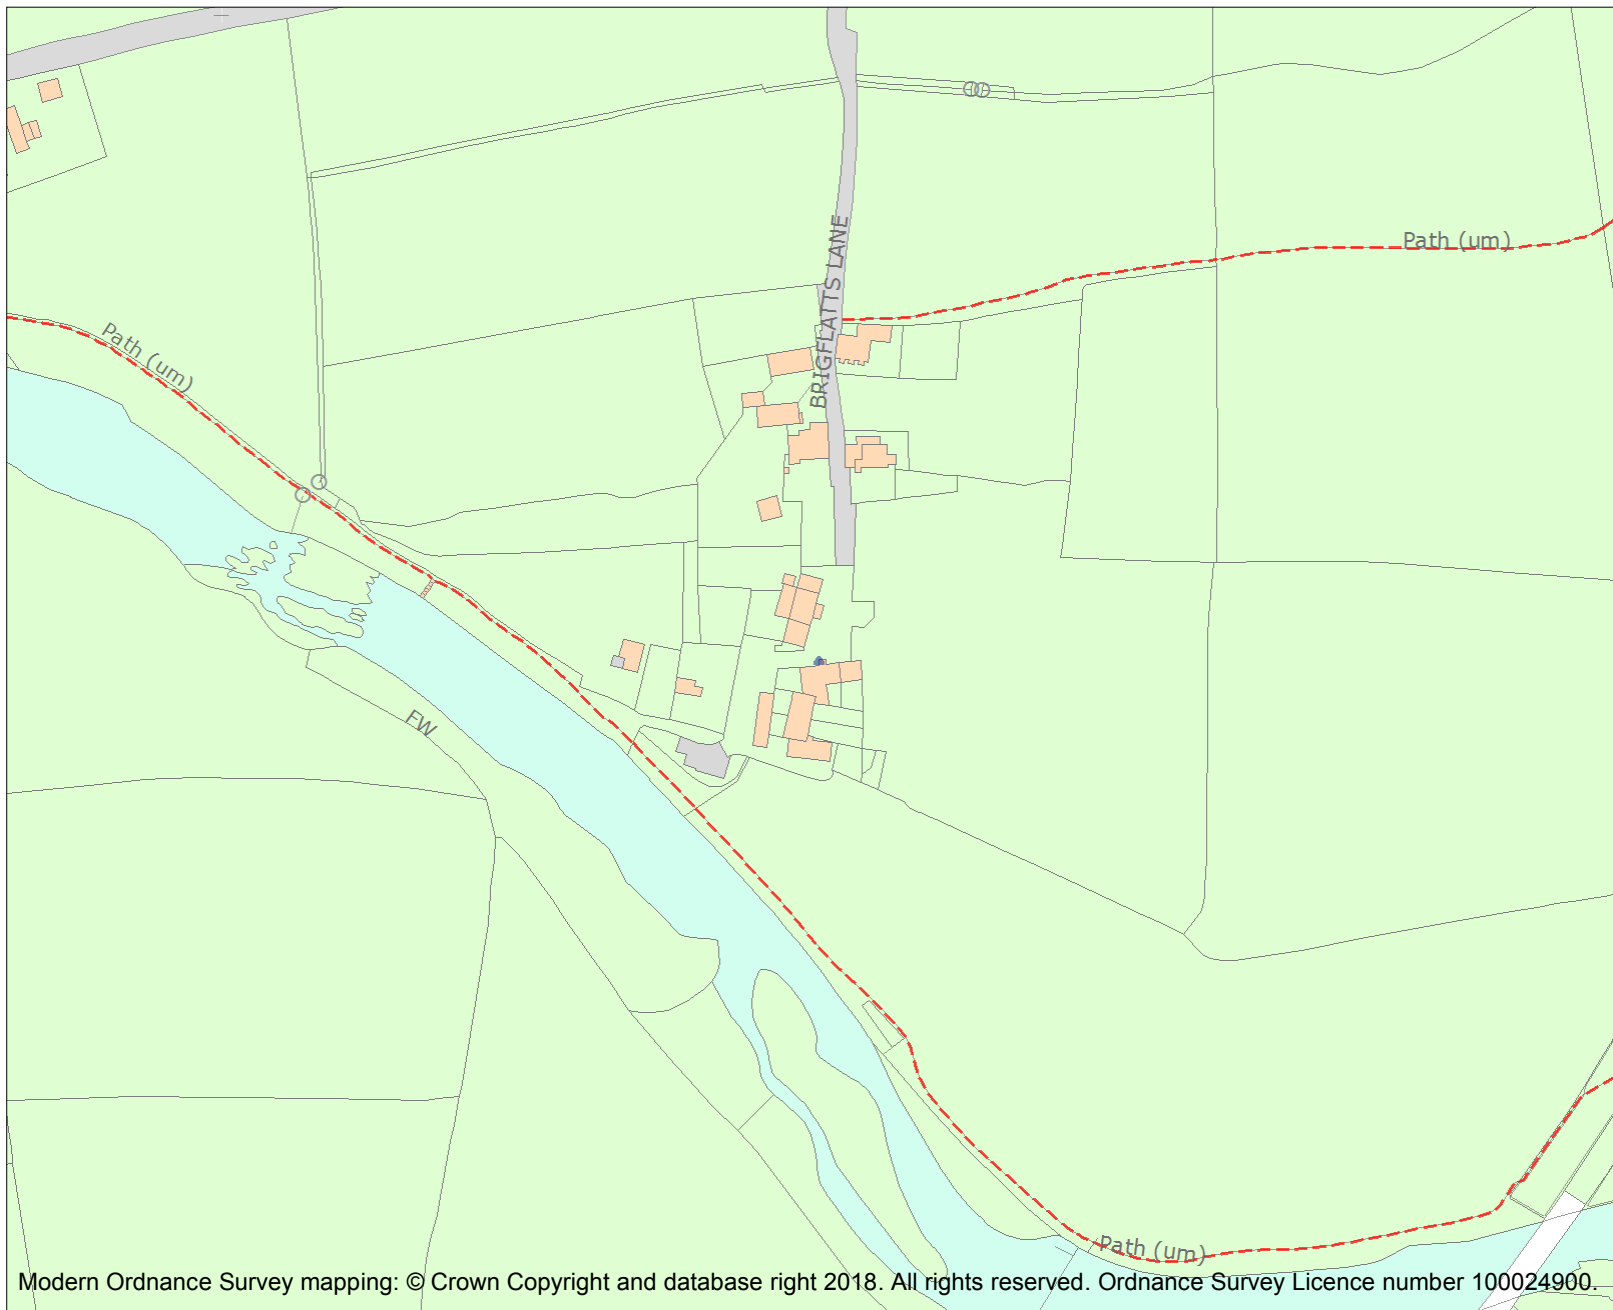 BRIGFLATTS LANE
Path (um)
Path (um)
FW
Path (um)
Modern Ordnance Survey mapping: © Crown Copyright and database right 2018. All rights reserved. Ordnance Survey Licence number 100024900.